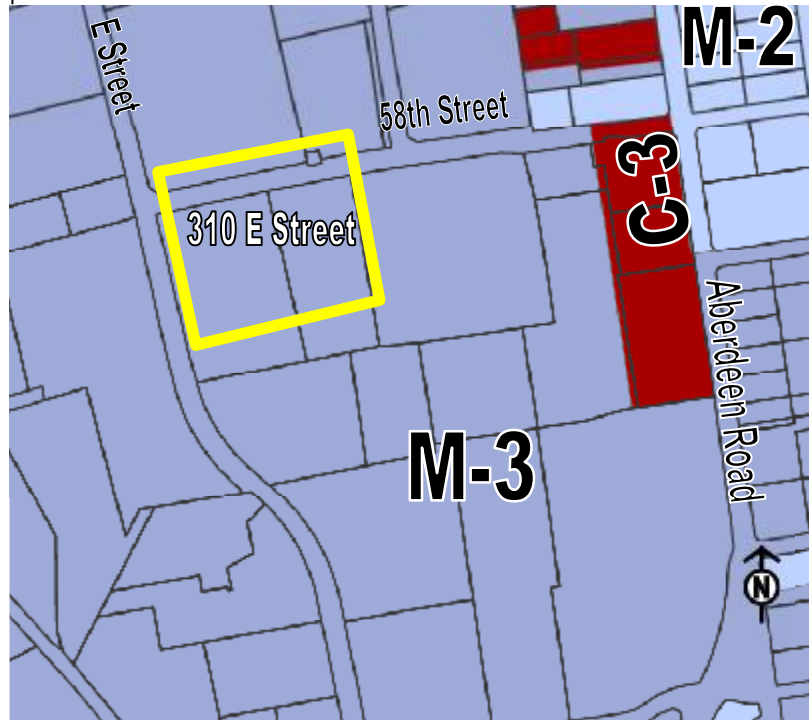 E Street
M-2
58th Street
C-3
310 E Street
Aberdeen Road
M-3
N